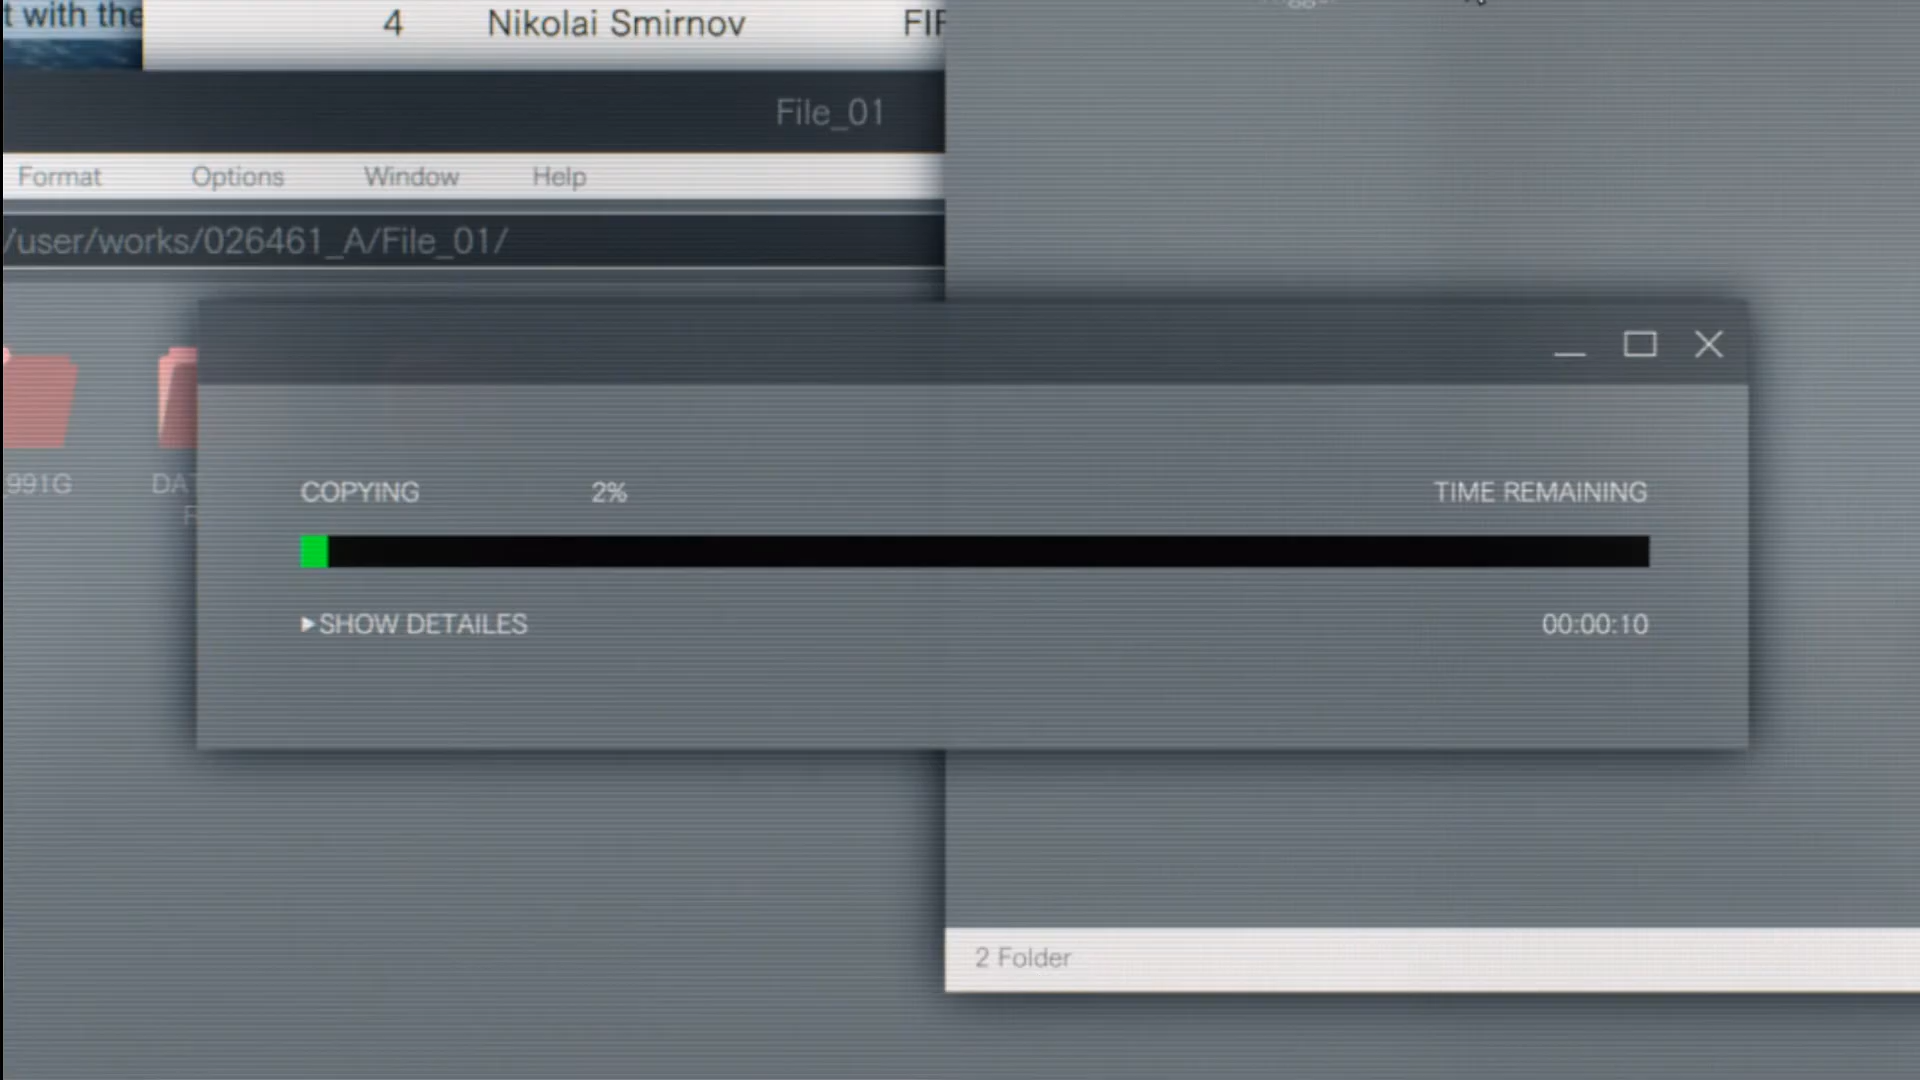 t with the
4 Nikolai Smirnov
File_01
Format Options Window Help
/user/works/026461_A/File_01/
991G
COPYING 2% TIME REMAINING
▶SHOW DETAILES 00:00:10
2 Folder